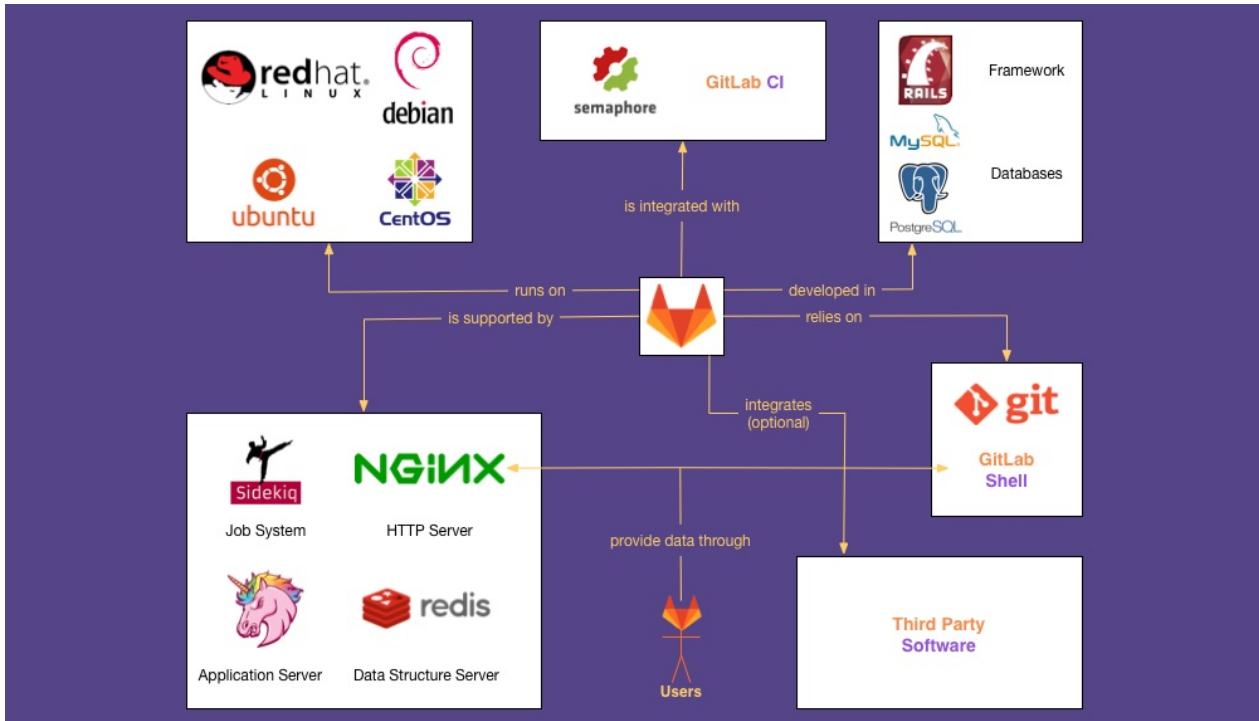 redhat.
LINUX
debian
ubuntu
CentOS
semaphore
GitLab CI
RAILS
Framework
MySQL
Databases
PostgreSQL
is integrated with
runs on
developed in
is supported by
relies on
integrates
(optional)
git
GitLab
Shell
Sidekiq
Job System
NGINX
HTTP Server
Application Server
redis
Data Structure Server
provide data through
Users
Third Party
Software